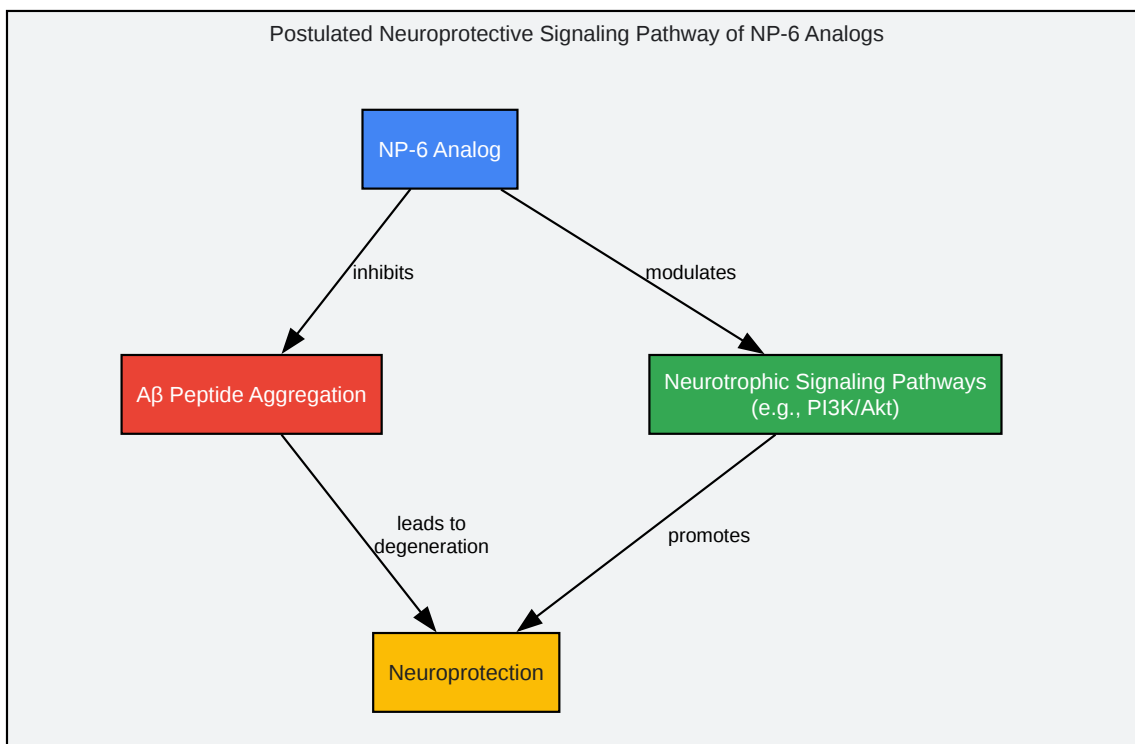 Postulated Neuroprotective Signaling Pathway of NP-6 Analogs
NP-6 Analog
inhibits
modulates
Aβ Peptide Aggregation
Neurotrophic Signaling Pathways
(e.g., PI3K/Akt)
leads to
degeneration
promotes
Neuroprotection